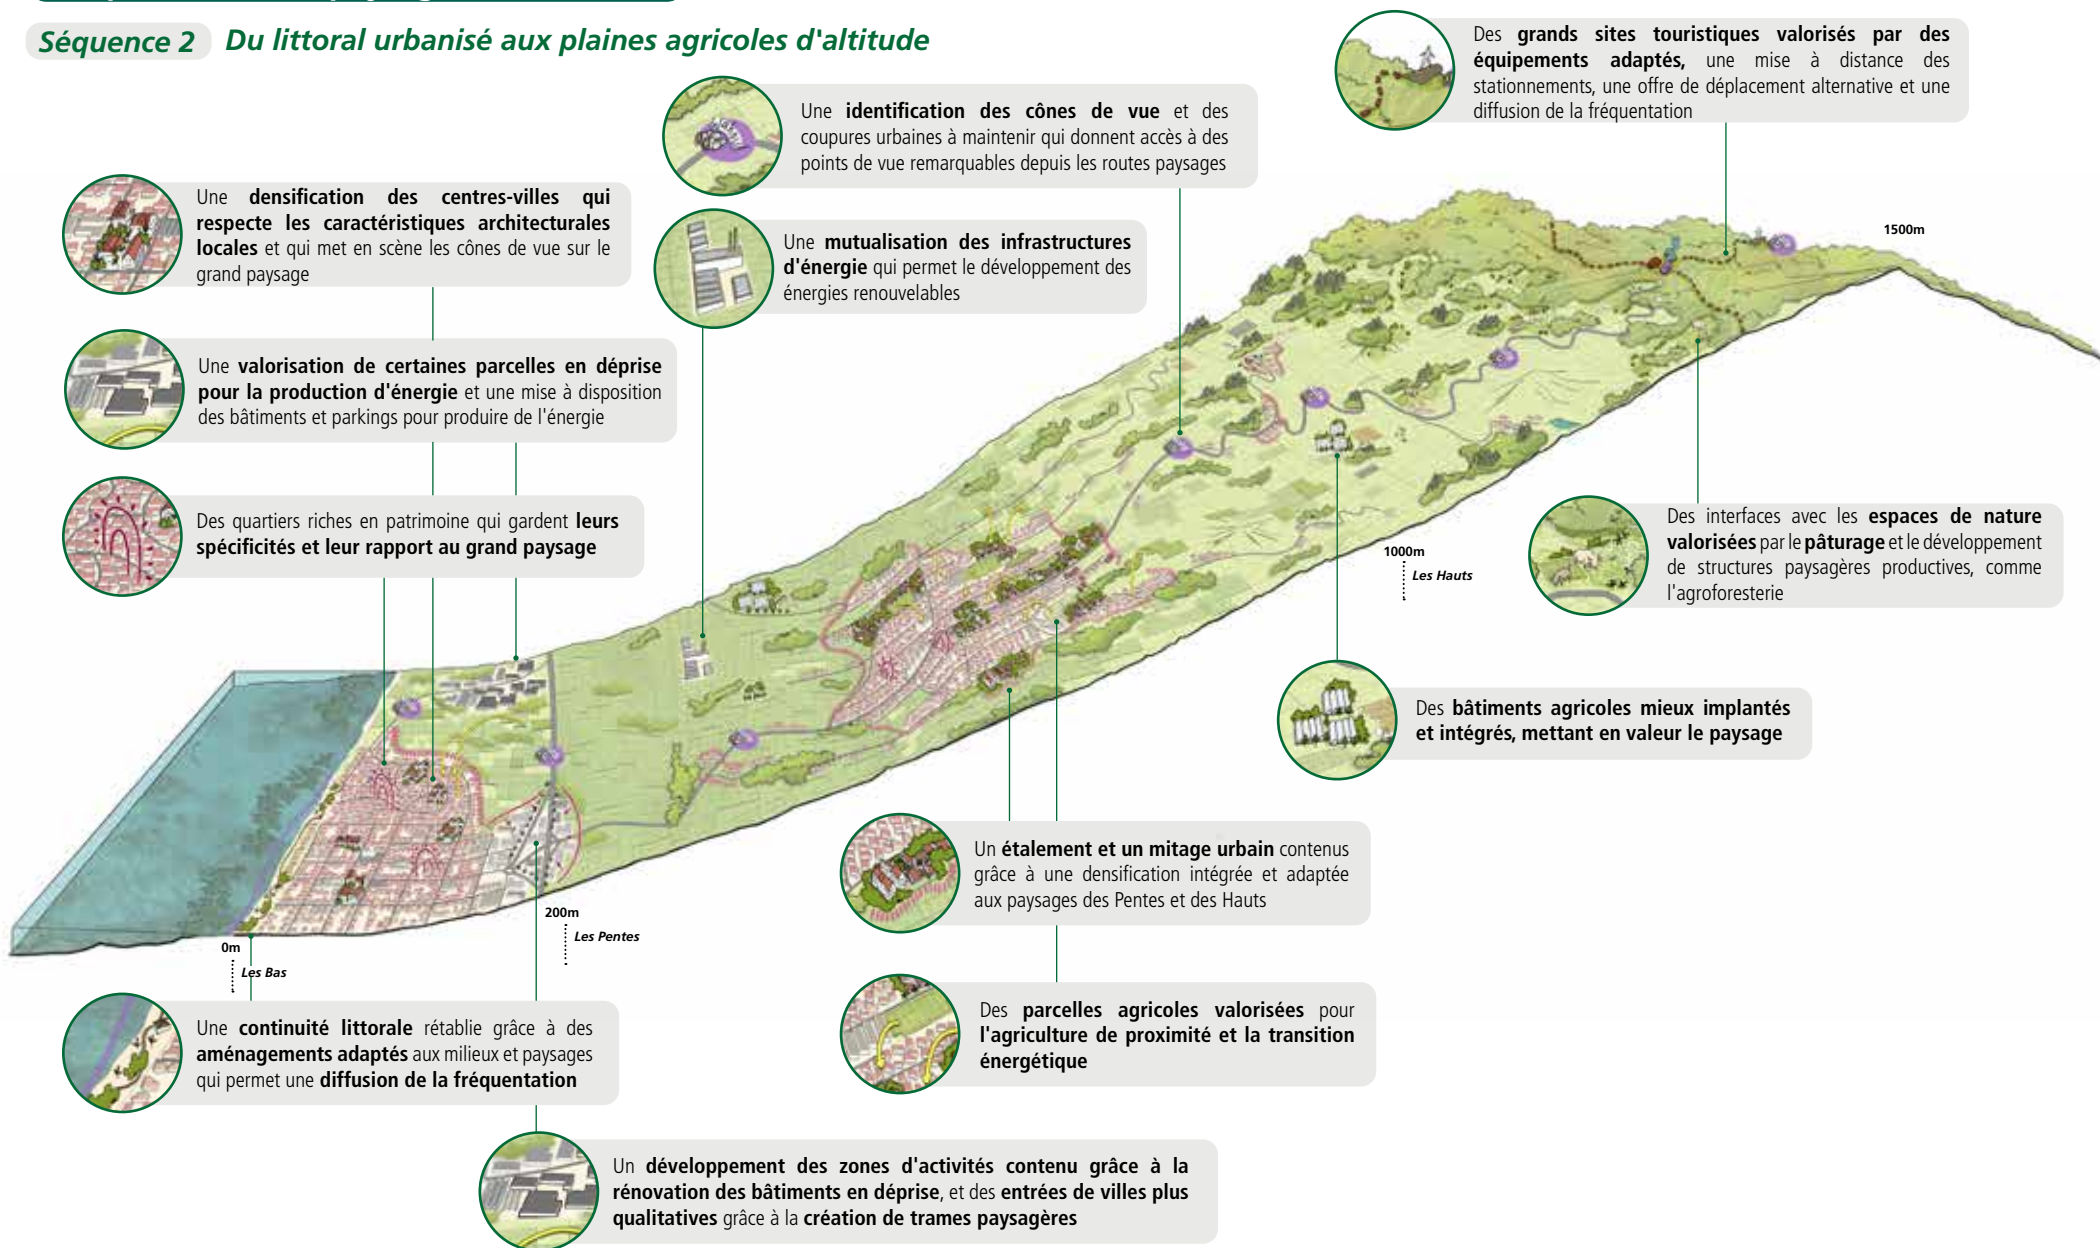 Séquence 2 Du littoral urbanisé aux plaines agricoles d'altitude
Des grands sites touristiques valorisés par des
équipements adaptés, une mise à distance des
stationnements, une offre de déplacement alternative et une
diffusion de la fréquentation
Une identification des cônes de vue et des
coupures urbaines à maintenir qui donnent accès à des
points de vue remarquables depuis les routes paysages
Une densification des centres-villes qui
respecte les caractéristiques architecturales
locales et qui met en scène les cônes de vue sur le
grand paysage
Une mutualisation des infrastructures
d'énergie qui permet le développement des
énergies renouvelables
1500m
Une valorisation de certaines parcelles en déprise
pour la production d'énergie et une mise à disposition
des bâtiments et parkings pour produire de l'énergie
Des quartiers riches en patrimoine qui gardent leurs
spécificités et leur rapport au grand paysage
1000m
Les Hauts
Des interfaces avec les espaces de nature
valorisées par le pâturage et le développement
de structures paysagères productives, comme
l'agroforesterie
Des bâtiments agricoles mieux implantés
et intégrés, mettant en valeur le paysage
Un étalement et un mitage urbain contenus
grâce à une densification intégrée et adaptée
aux paysages des Pentes et des Hauts
200m
Les Pentes
0m
Les Bas
Des parcelles agricoles valorisées pour
l'agriculture de proximité et la transition
énergétique
Une continuité littorale rétablie grâce à des
aménagements adaptés aux milieux et paysages
qui permet une diffusion de la fréquentation
Un développement des zones d'activités contenu grâce à la
rénovation des bâtiments en déprise, et des entrées de villes plus
qualitatives grâce à la création de trames paysagères